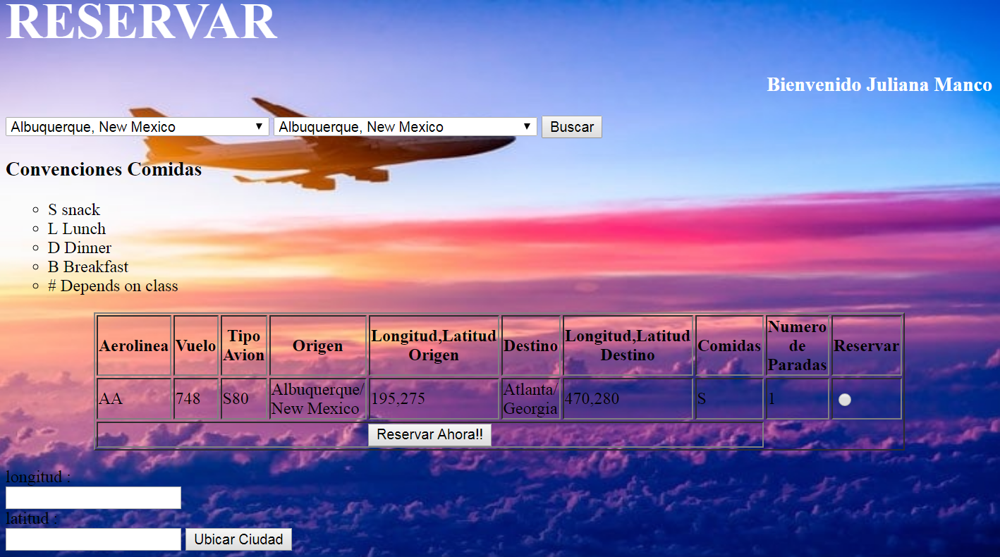 RESERVAR
Bienvenido Juliana Manco
Albuquerque, New Mexico Albuquerque, New Mexico Buscar
Convenciones Comidas
S snack
L Lunch
D Dinner
B Breakfast
# Depends on class
Aerolinea Vuelo Tipo Avion Origen Longitud,Latitud Origen Destino Longitud,Latitud Destino Comidas Numero de Paradas Reservar
AA 748 S80 Albuquerque/ New Mexico 195,275 Atlanta/ Georgia 470,280 S 1
Reservar Ahora!!
longitud :
latitud :
Ubicar Ciudad